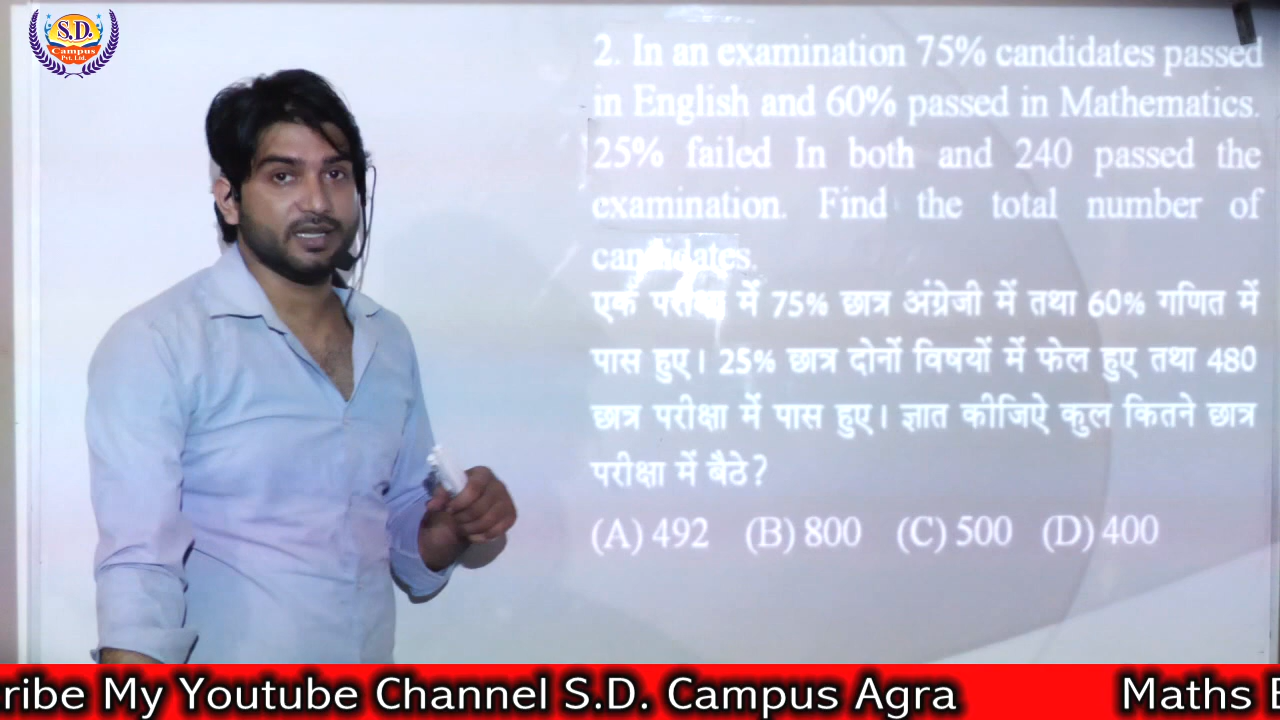 S.D.
Campus
Pvt. Ltd.
2. In an examination 75% candidates passed
in English and 60% passed in Mathematics.
25% failed In both and 240 passed the
examination. Find the total number of
candidates.
एक परीक्षा में 75% छात्र अंग्रेजी में तथा 60% गणित में
पास हुए। 25% छात्र दोनों विषयों में फेल हुए तथा 480
छात्र परीक्षा में पास हुए। ज्ञात कीजिऐ कुल कितने छात्र
परीक्षा में बैठे?
(A) 492 (B) 800 (C) 500 (D) 400
ribe My Youtube Channel S.D. Campus Agra Maths E